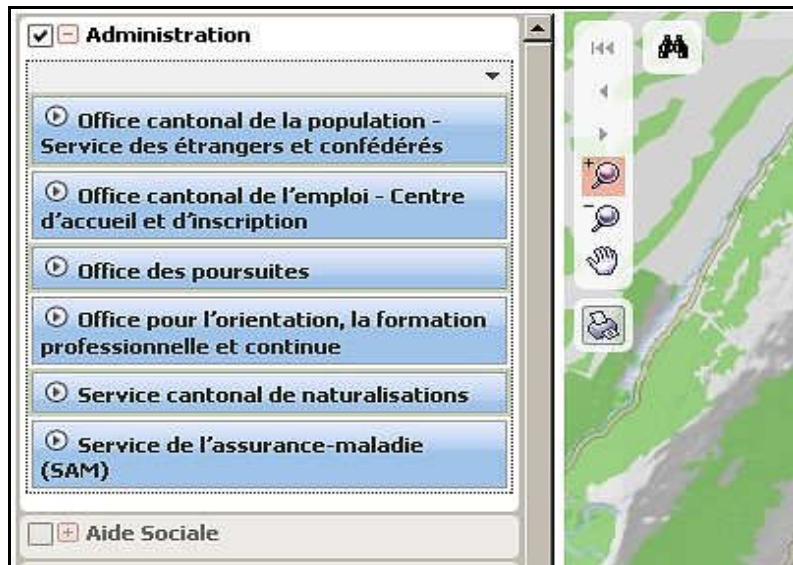 Administration
Office cantonal de la population -
Service des étrangers et confédérés
Office cantonal de l'emploi - Centre
d'accueil et d'inscription
Office des poursuites
Office pour l'orientation, la formation
professionnelle et continue
Service cantonal de naturalisations
Service de l'assurance-maladie
(SAM)
Aide Sociale